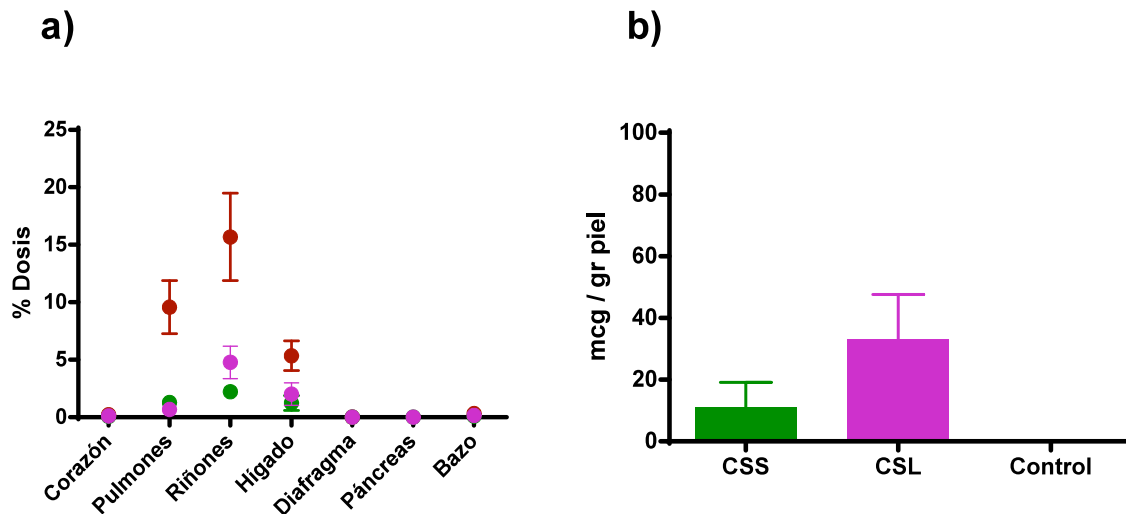 a)
% Dosis
25
20
15
10
5
0
Corazón
Pulmones
Riñones
Hígado
Diafragma
Páncreas
Bazo
b)
mcg / gr piel
100
80
60
40
20
0
CSS
CSL
Control